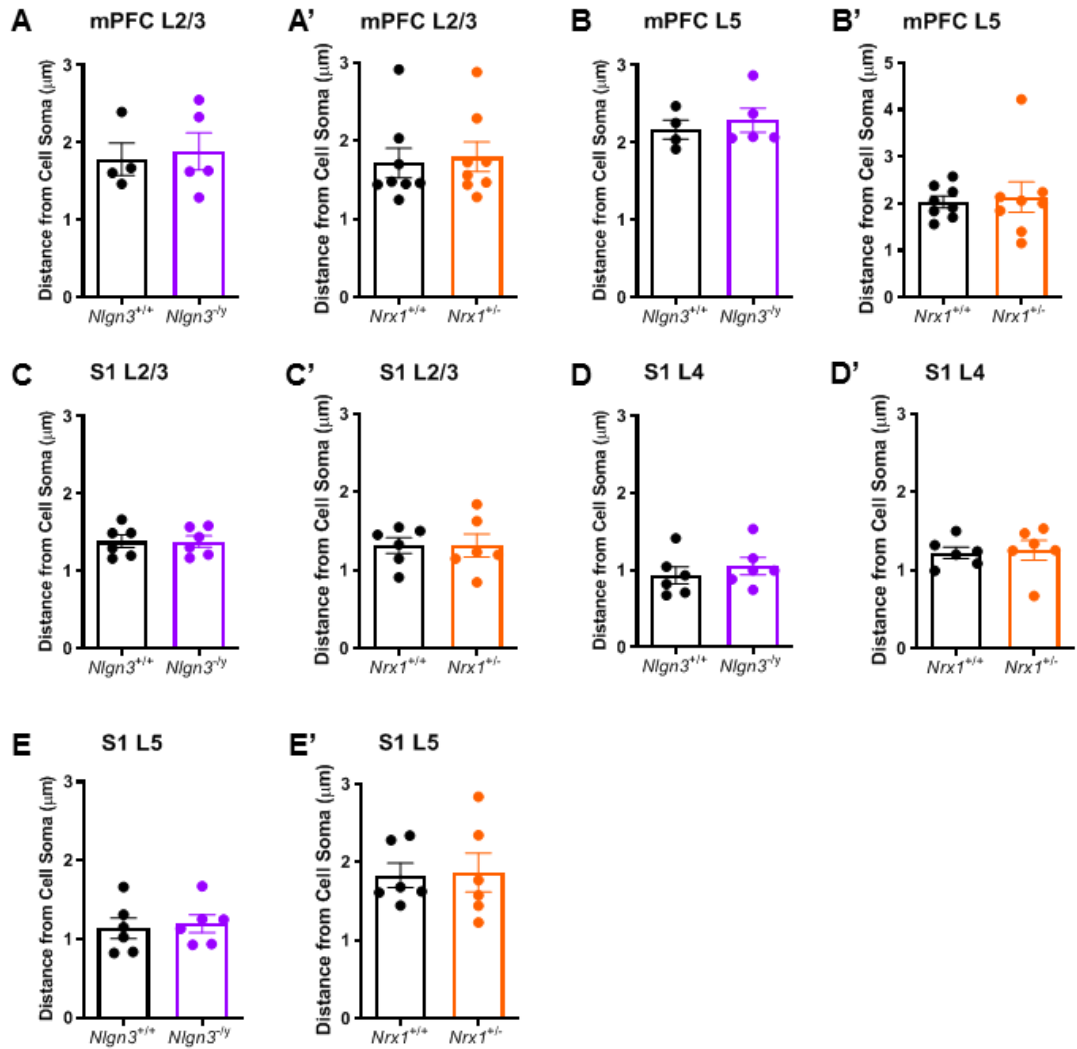 A mPFC L2/3
Distance from Cell Soma (μm)
3
2
1
0
Nlgn3+/+ Nlgn3-/y
A’ mPFC L2/3
Distance from Cell Soma (μm)
3
2
1
0
Nrx1+/+ Nrx1+/-
B mPFC L5
Distance from Cell Soma (μm)
3
2
1
0
Nlgn3+/+ Nlgn3-/y
B’ mPFC L5
Distance from Cell Soma (μm)
5
4
3
2
1
0
Nrx1+/+ Nrx1+/-
C S1 L2/3
Distance from Cell Soma (μm)
3
2
1
0
Nlgn3+/+ Nlgn3-/y
C’ S1 L2/3
Distance from Cell Soma (μm)
3
2
1
0
Nrx1+/+ Nrx1+/-
D S1 L4
Distance from Cell Soma (μm)
3
2
1
0
Nlgn3+/+ Nlgn3-/y
D’ S1 L4
Distance from Cell Soma (μm)
3
2
1
0
Nrx1+/+ Nrx1+/-
E S1 L5
Distance from Cell Soma (μm)
3
2
1
0
Nlgn3+/+ Nlgn3-/y
E’ S1 L5
Distance from Cell Soma (μm)
3
2
1
0
Nrx1+/+ Nrx1+/-